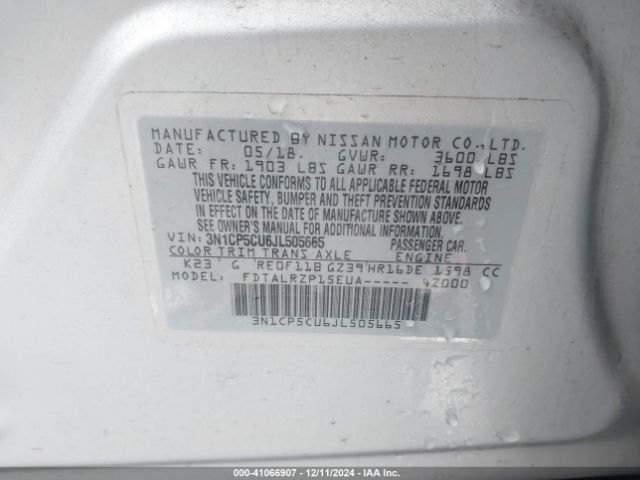 MANUFACTURED BY NISSAN MOTOR CO.,LTD.
DATE: 05/18. GVWR: 3600 LBS
GAWR FR: 1903 LBS GAWR RR: 1698 LBS
THIS VEHICLE CONFORMS TO ALL APPLICABLE FEDERAL MOTOR
VEHICLE SAFETY, BUMPER AND THEFT PREVENTION STANDARDS
IN EFFECT ON THE DATE OF MANUFACTURE SHOWN ABOVE.
SEE OWNER'S MANUAL FOR ADDITIONAL INFORMATION.
VIN: 3N1CP5CU6JL505665 PASSENGER CAR.
COLOR TRIM TRANS AXLE ENGINE
K23 G RE0F11B GZ39 HR16DE 1598 CC
MODEL: FDTALRZP15EUA----- 42000
3N1CP5CU6JL505665
000-41066907 - 12/11/2024 - IAA Inc.